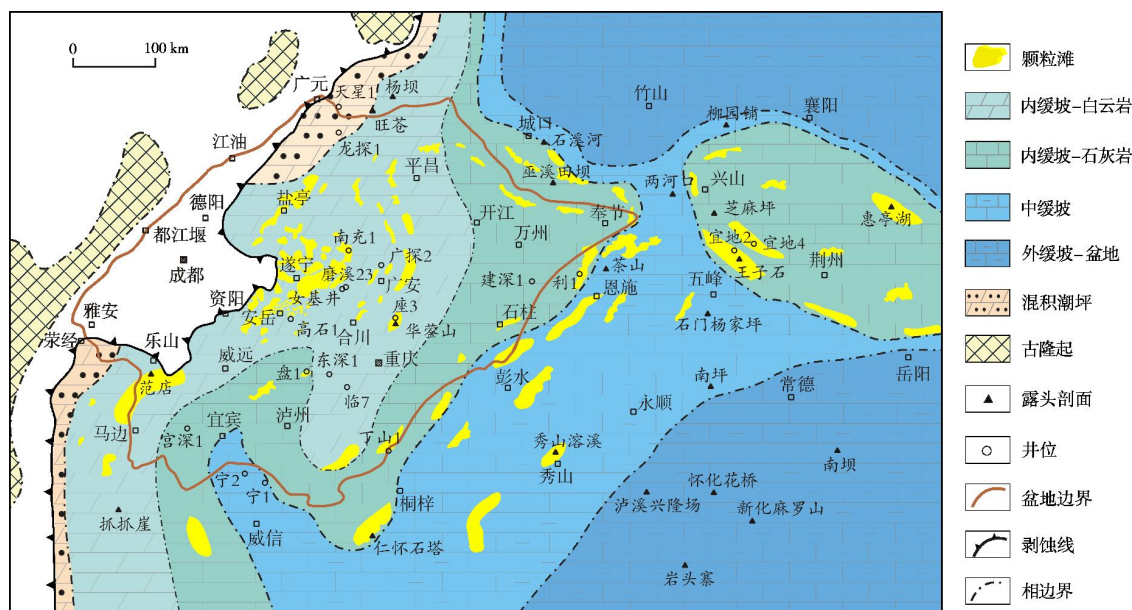 0 100 km
广元
天星1
杨坝
旺苍
龙探1
江油
平昌
城口
石溪河
巫溪田坝
竹山
柳园铺
襄阳
德阳
盐亭
开江
奉节
两河口
兴山
芝麻坪
惠亭湖
都江堰
成都
南充1
遂宁
磨溪23
广探2
广安
万州
建深1
利1
茶山
恩施
宜地2
宜地4
王子石
荆州
五峰
石门杨家坪
雅安
资阳
女基井
安岳
高石1
合川
座3
华蓥山
石柱
荥经
乐山
威远
范店
盘1
东深1
重庆
临7
彭水
南坪
常德
岳阳
马边
宫深1
宜宾
泸州
丁山1
永顺
秀山溶溪
秀山
南坝
宁2
宁1
桐梓
怀化花桥
泸溪兴隆场
新化麻罗山
抓抓崖
威信
仁怀石塔
岩头寨
颗粒滩
内缓坡-白云岩
内缓坡-石灰岩
中缓坡
外缓坡-盆地
混积潮坪
古隆起
露头剖面
井位
盆地边界
剥蚀线
相边界